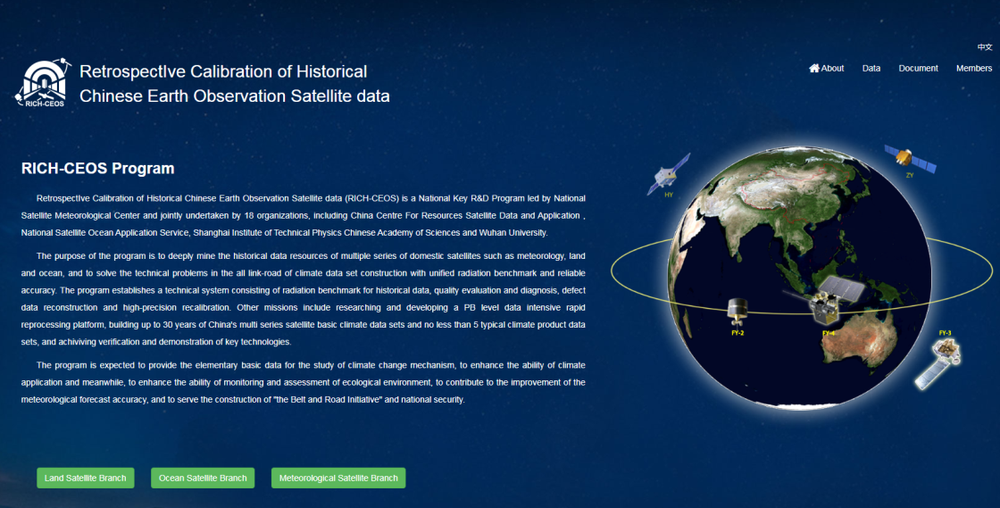 中文
RICH-CEOS
RetrospectIve Calibration of Historical
Chinese Earth Observation Satellite data
About Data Document Members
RICH-CEOS Program
RetrospectIve Calibration of Historical Chinese Earth Observation Satellite data (RICH-CEOS) is a National Key R&D Program led by National
Satellite Meteorological Center and jointly undertaken by 18 organizations, including China Centre For Resources Satellite Data and Application ,
National Satellite Ocean Application Service, Shanghai Institute of Technical Physics Chinese Academy of Sciences and Wuhan University.
The purpose of the program is to deeply mine the historical data resources of multiple series of domestic satellites such as meteorology, land
and ocean, and to solve the technical problems in the all link-road of climate data set construction with unified radiation benchmark and reliable
accuracy. The program establishes a technical system consisting of radiation benchmark for historical data, quality evaluation and diagnosis, defect
data reconstruction and high-precision recalibration. Other missions include researching and developing a PB level data intensive rapid
reprocessing platform, building up to 30 years of China's multi series satellite basic climate data sets and no less than 5 typical climate product data
sets, and achiviving verification and demonstration of key technologies.
The program is expected to provide the elementary basic data for the study of climate change mechanism, to enhance the ability of climate
application and meanwhile, to enhance the ability of monitoring and assessment of ecological environment, to contribute to the improvement of the
meteorological forecast accuracy, and to serve the construction of "the Belt and Road Initiative" and national security.
HY
ZY
FY-2
FY-4
FY-3
Land Satellite Branch
Ocean Satellite Branch
Meteorological Satellite Branch